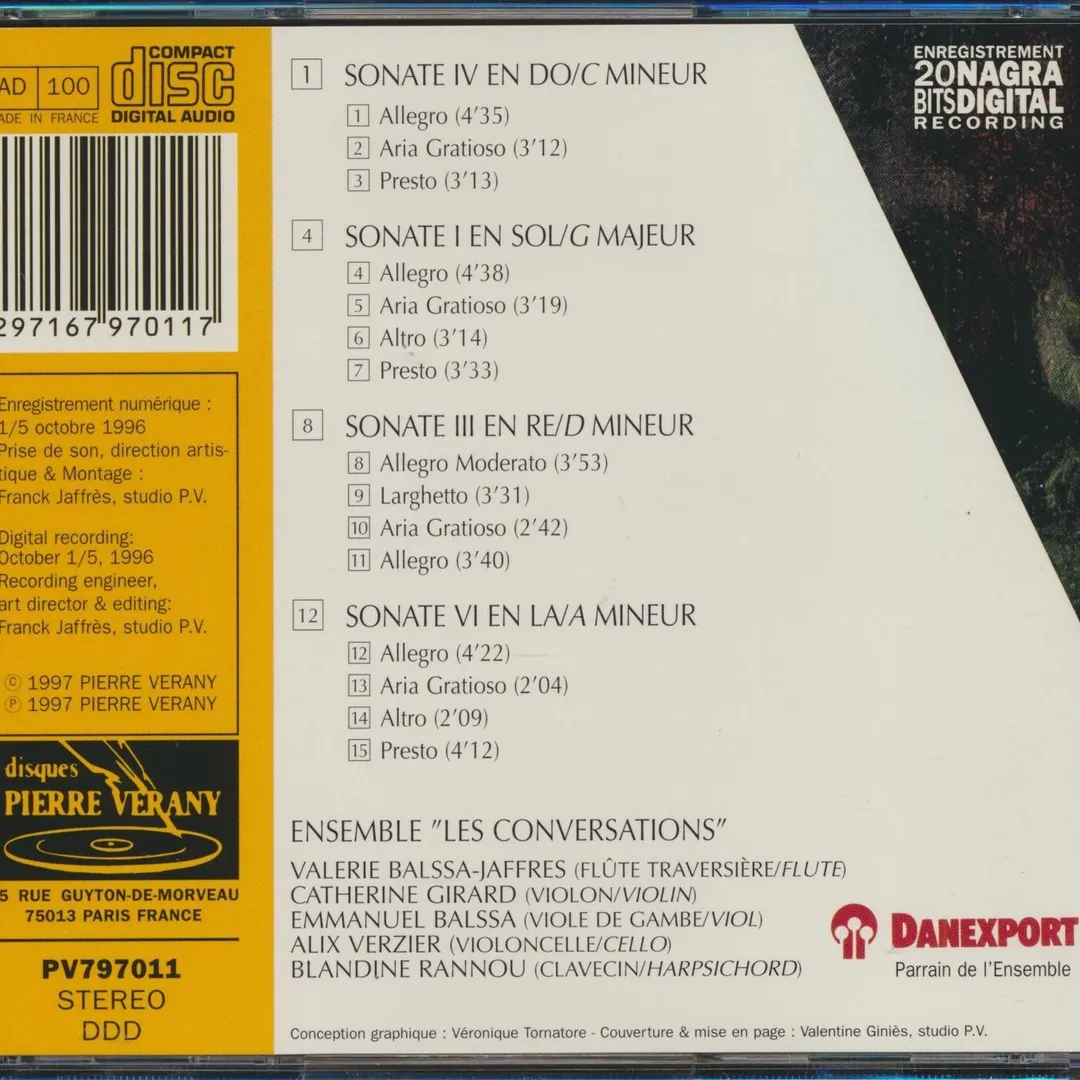 COMPACT
disc
DIGITAL AUDIO
AD 100
ADE IN FRANCE
297167 970117
Enregistrement numérique :
1/5 octobre 1996
Prise de son, direction artis-
tique & Montage :
Franck Jaffrès, studio P.V.
Digital recording:
October 1/5, 1996
Recording engineer,
art director & editing:
Franck Jaffrès, studio P.V.
© 1997 PIERRE VERANY
℗ 1997 PIERRE VERANY
disques
PIERRE VERANY
5 RUE GUYTON-DE-MORVEAU
75013 PARIS FRANCE
PV797011
STEREO
DDD
1 SONATE IV EN DO/C MINEUR
1 Allegro (4'35)
2 Aria Gratioso (3'12)
3 Presto (3'13)
4 SONATE I EN SOL/G MAJEUR
4 Allegro (4'38)
5 Aria Gratioso (3'19)
6 Altro (3'14)
7 Presto (3'33)
8 SONATE III EN RE/D MINEUR
8 Allegro Moderato (3'53)
9 Larghetto (3'31)
10 Aria Gratioso (2'42)
11 Allegro (3'40)
12 SONATE VI EN LA/A MINEUR
12 Allegro (4'22)
13 Aria Gratioso (2'04)
14 Altro (2'09)
15 Presto (4'12)
ENSEMBLE "LES CONVERSATIONS"
VALERIE BALSSA-JAFFRES (FLÛTE TRAVERSIÈRE/FLUTE)
CATHERINE GIRARD (VIOLON/VIOLIN)
EMMANUEL BALSSA (VIOLE DE GAMBE/VIOL)
ALIX VERZIER (VIOLONCELLE/CELLO)
BLANDINE RANNOU (CLAVECIN/HARPSICHORD)
Conception graphique : Véronique Tornatore - Couverture & mise en page : Valentine Giniès, studio P.V.
ENREGISTREMENT
20 NAGRA
BITS DIGITAL
RECORDING
DANEXPORT
Parrain de l'Ensemble